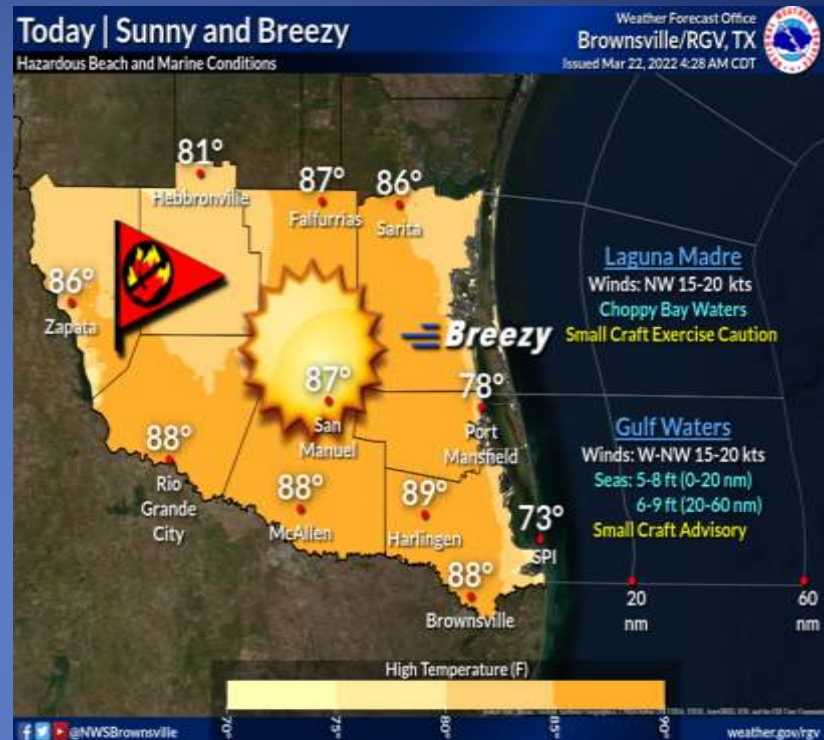 Today | Sunny and Breezy
Hazardous Beach and Marine Conditions
Weather Forecast Office
Brownsville/RGV, TX
Issued Mar 22, 2022 4:28 AM CDT
81°
Hebbronville
87°
Falfurrias
86°
Sarita
86°
Zapata
Breezy
87°
San
Manuel
78°
Port
Mansfield
88°
Rio
Grande
City
88°
McAllen
89°
Harlingen
73°
SPI
88°
Brownsville
Laguna Madre
Winds: NW 15-20 kts
Choppy Bay Waters
Small Craft Exercise Caution
Gulf Waters
Winds: W-NW 15-20 kts
Seas: 5-8 ft (0-20 nm)
6-9 ft (20-60 nm)
Small Craft Advisory
20
nm
60
nm
High Temperature (F)
70° 75° 80° 85° 90°
@NWSBrownsville
weather.gov/rgv